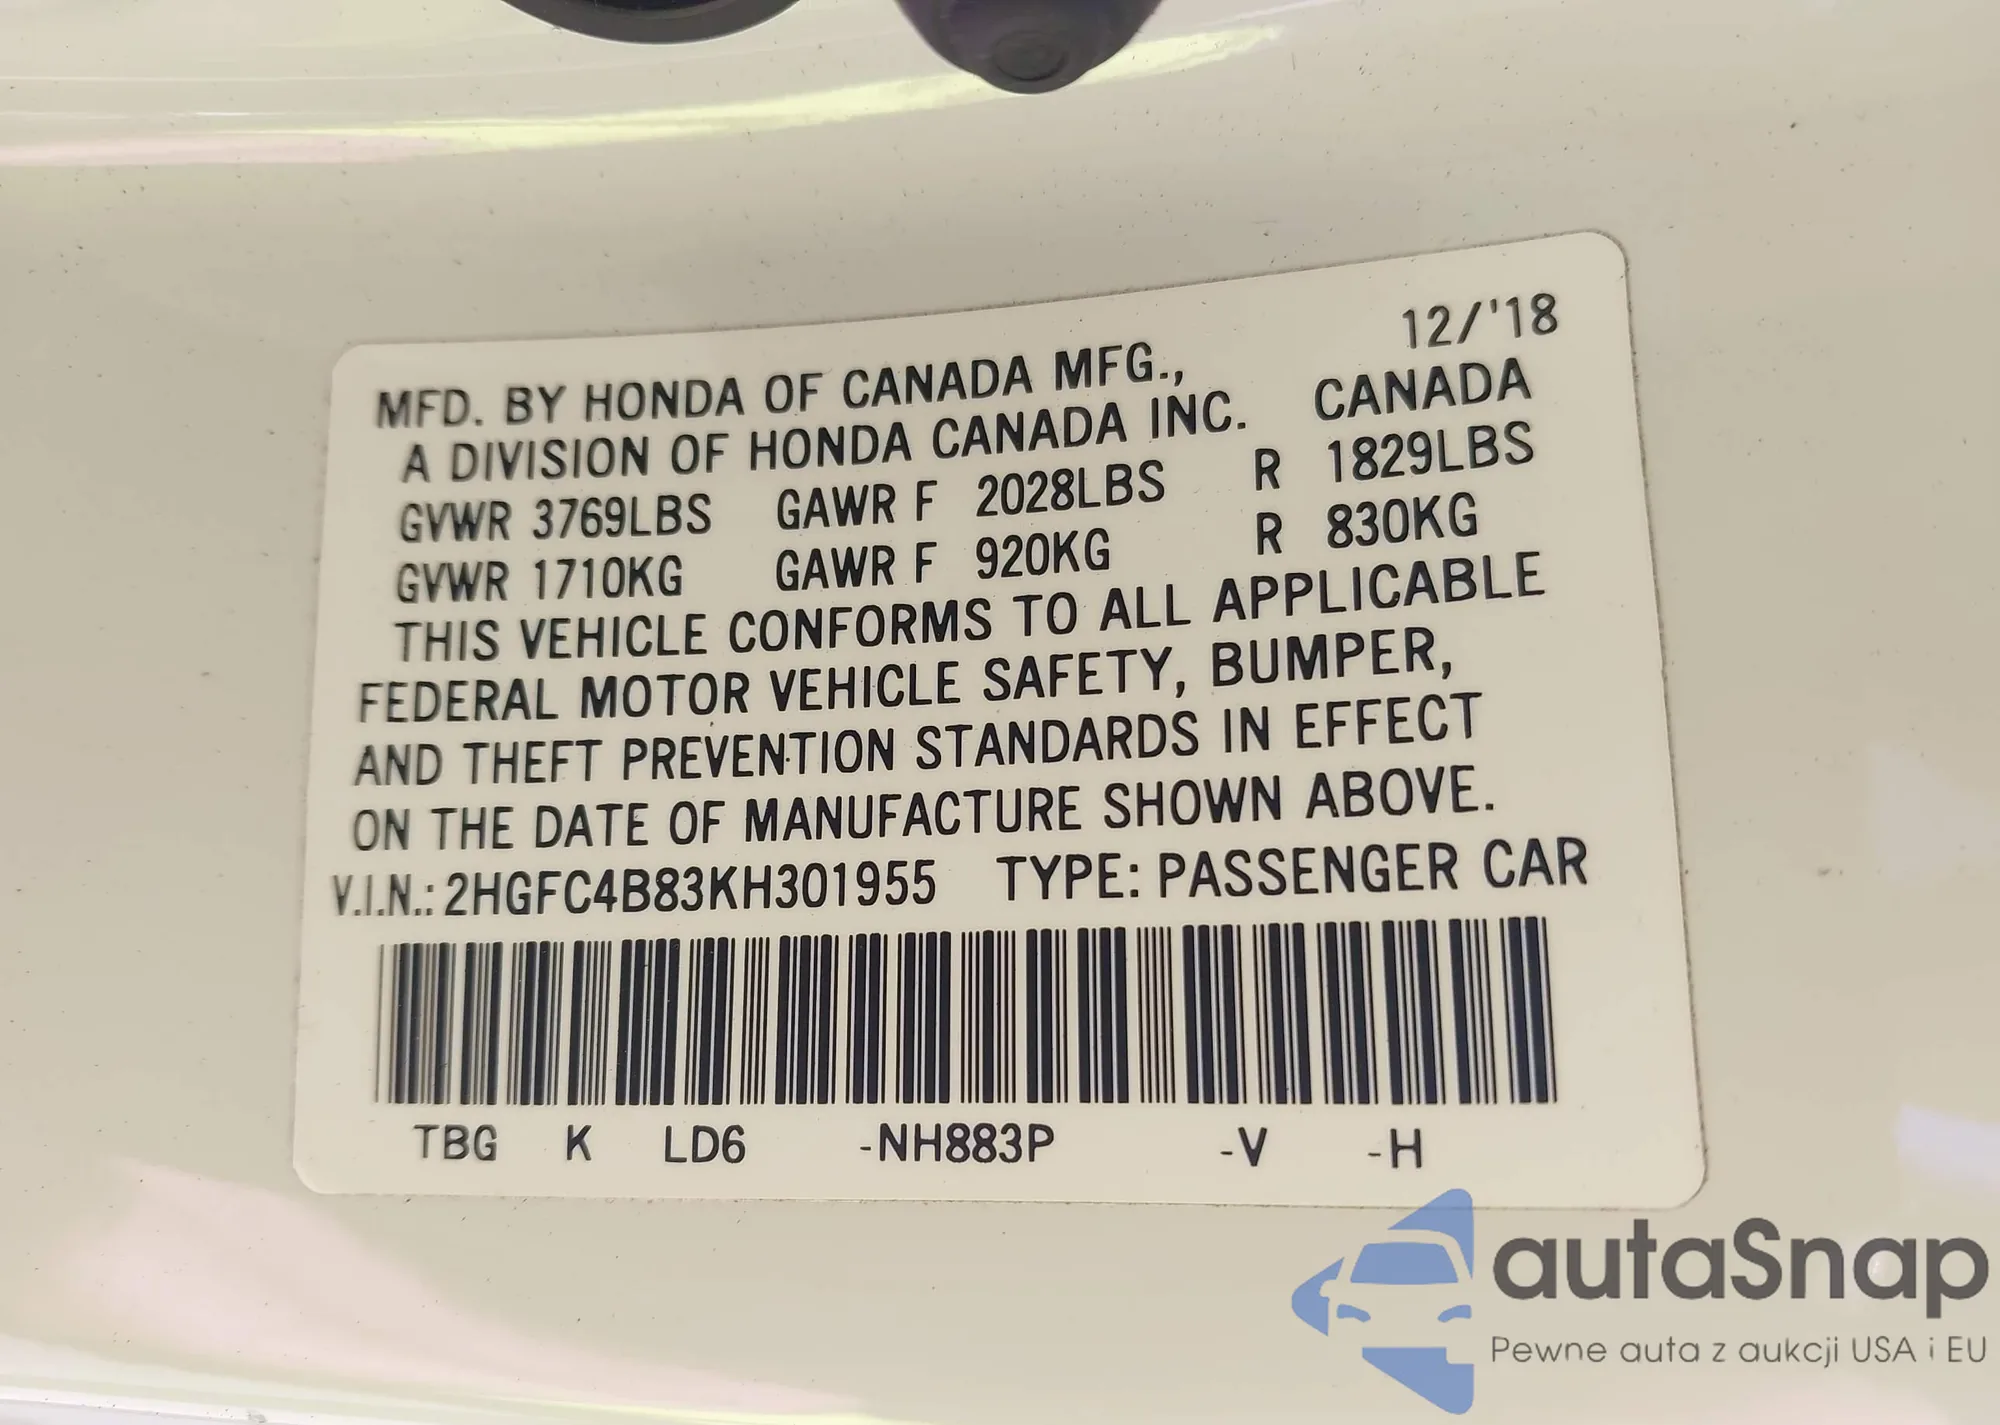 12/'18
MFD. BY HONDA OF CANADA MFG.,
A DIVISION OF HONDA CANADA INC. CANADA
GVWR 3769LBS GAWR F 2028LBS R 1829LBS
GVWR 1710KG GAWR F 920KG R 830KG
THIS VEHICLE CONFORMS TO ALL APPLICABLE
FEDERAL MOTOR VEHICLE SAFETY, BUMPER,
AND THEFT PREVENTION STANDARDS IN EFFECT
ON THE DATE OF MANUFACTURE SHOWN ABOVE.
V.I.N.: 2HGFC4B83KH301955 TYPE: PASSENGER CAR
TBG K LD6 -NH883P -V -H
autaSnap
Pewne auta z aukcji USA i EU